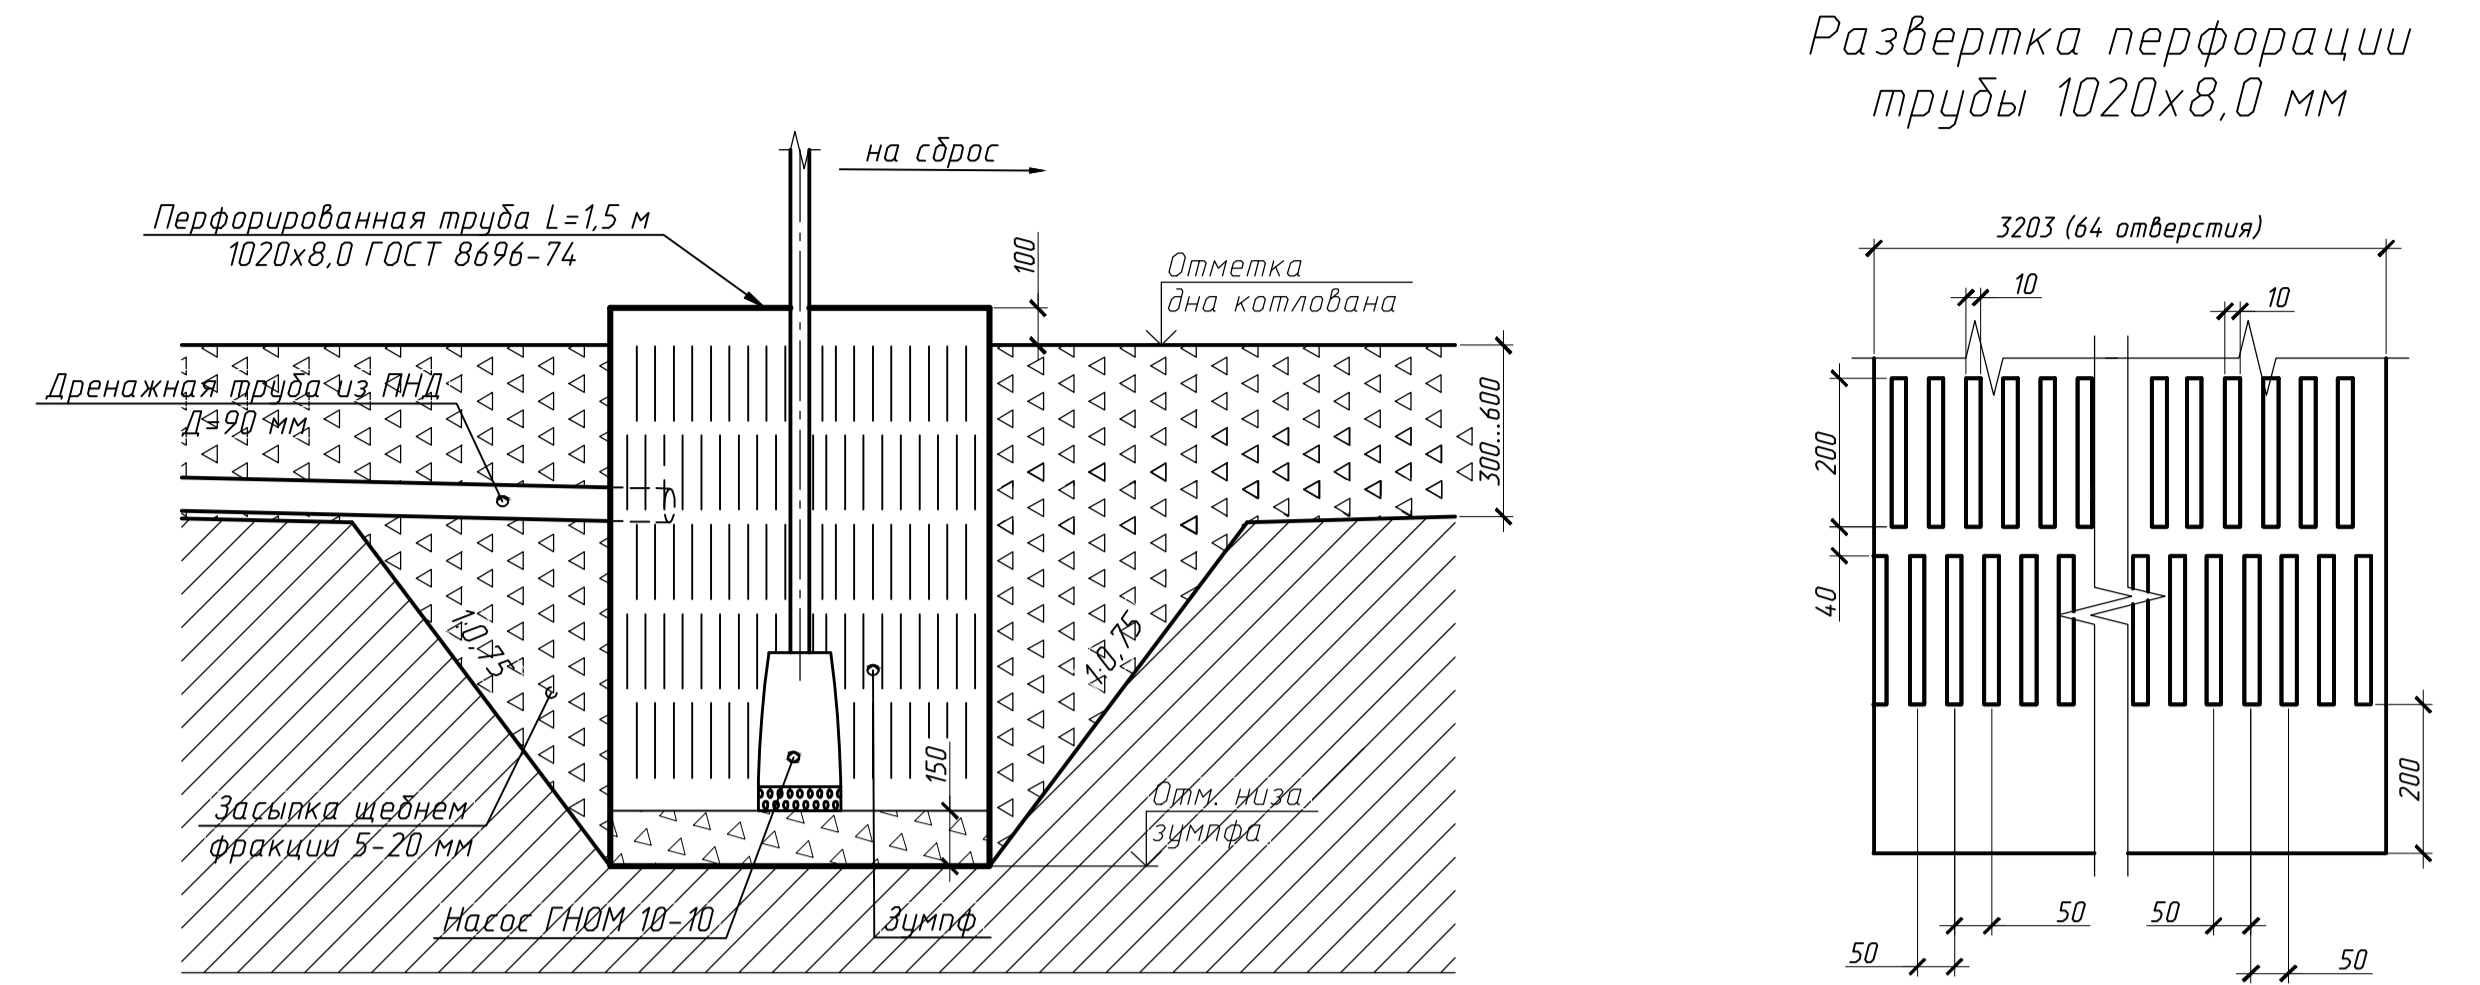 Развертка перфорации
трубы 1020х8,0 мм
на сброс
Перфорированная труба L=1,5 м
1020х8,0 ГОСТ 8696-74
100
Отметка
дна котлована
Дренажная труба из ПНД
Д=90 мм
300...600
1:0,75
1:0,75
150
Засыпка щебнем
фракции 5-20 мм
Отм. низа
зумпфа
Насос ГНОМ 10-10
Зумпф
3203 (64 отверстия)
10
10
200
40
200
50
50
50
50